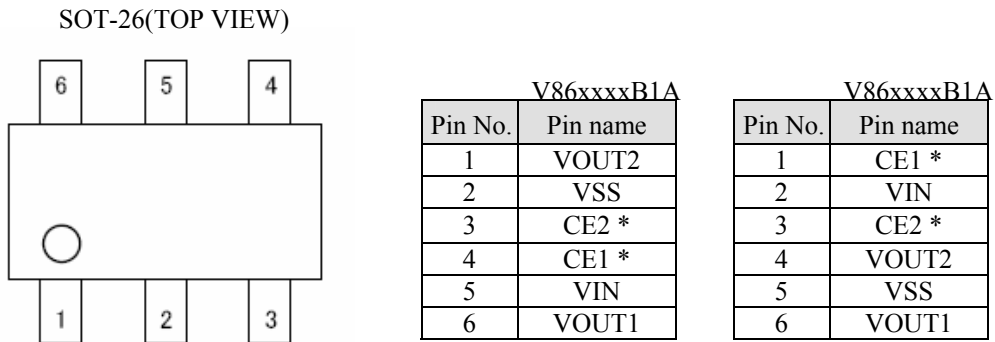 SOT-26(TOP VIEW)
6 5 4
1 2 3
V86xxxxB1A
Pin No. Pin name
1 VOUT2
2 VSS
3 CE2 *
4 CE1 *
5 VIN
6 VOUT1
V86xxxxB1A
Pin No. Pin name
1 CE1 *
2 VIN
3 CE2 *
4 VOUT2
5 VSS
6 VOUT1